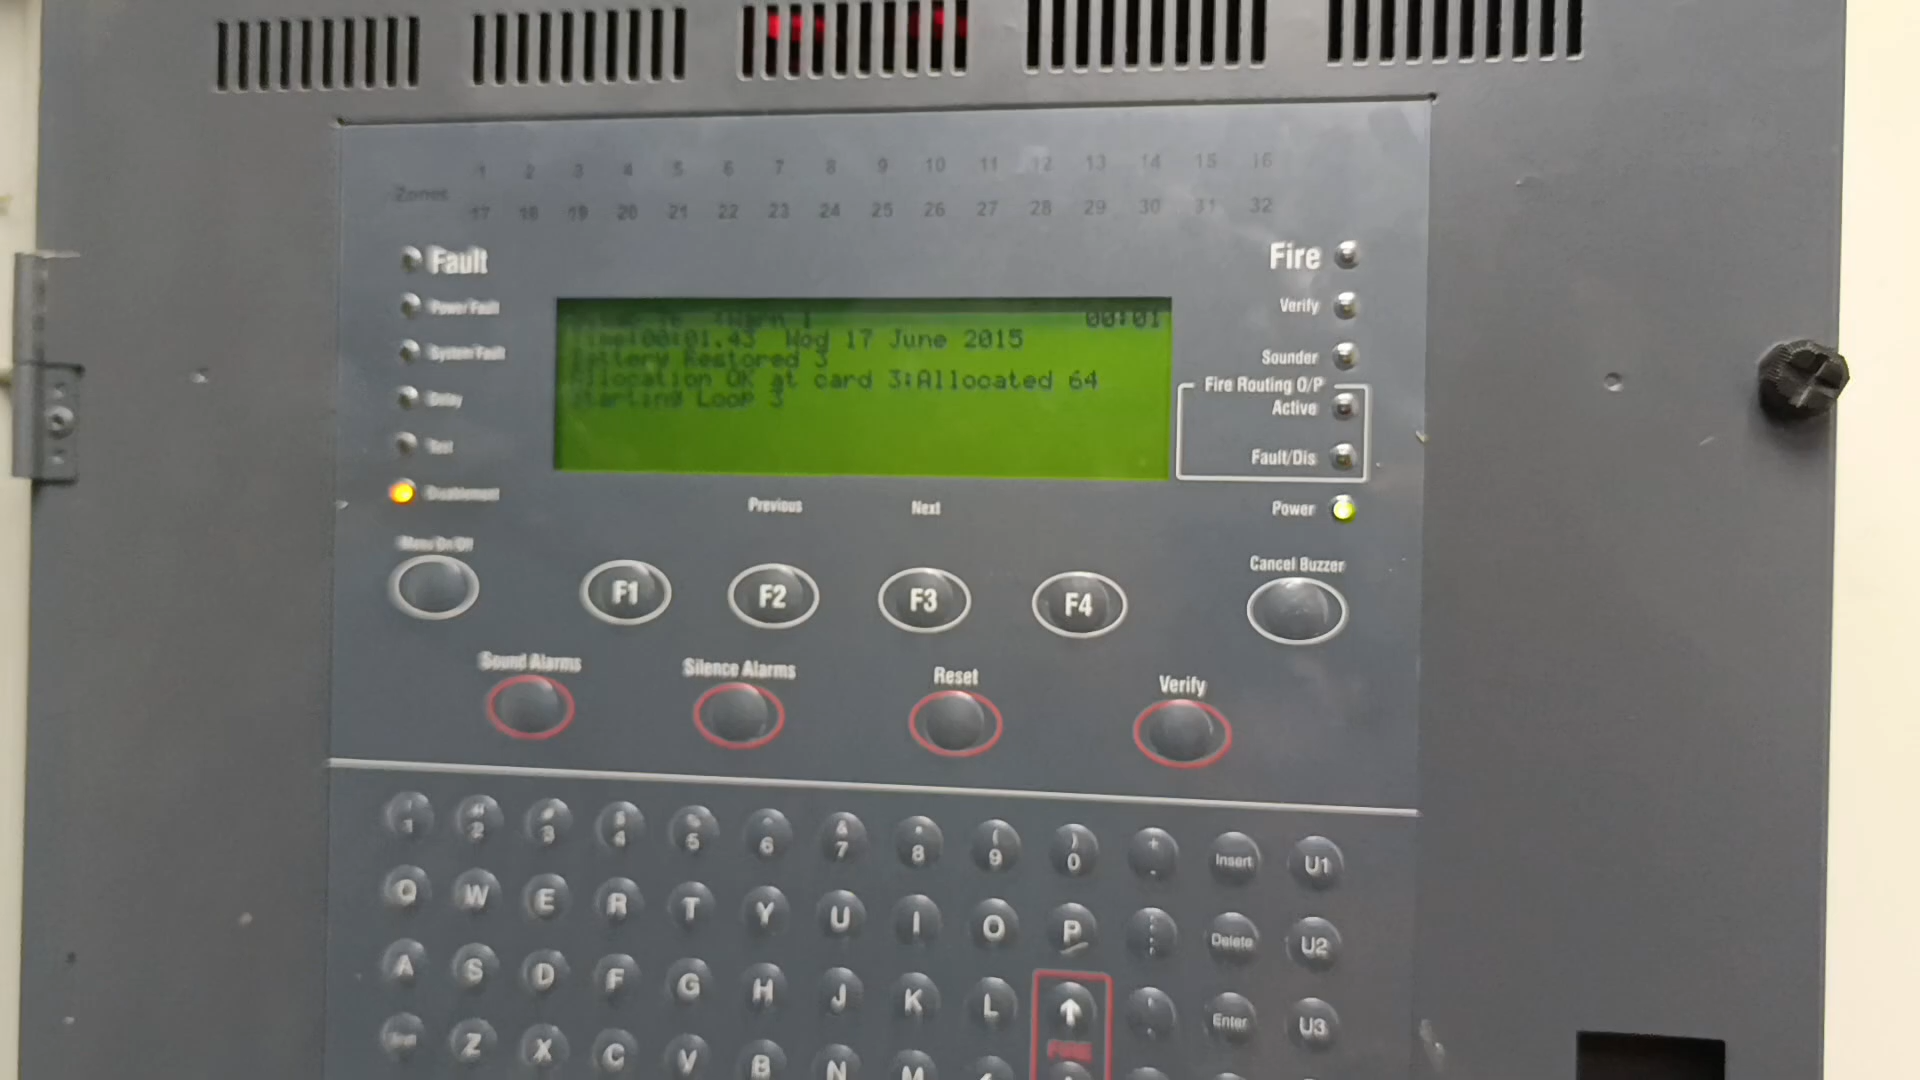 1 2 3 4 5 6 7 8 9 10 11 12 13 14 15 16
Zones
17 18 19 20 21 22 23 24 25 26 27 28 29 30 31 32
Fault
Fire
Power Fault
Verify
System Fault
Sounder
Delay
Fire Routing O/P
Active
Test
Fault/Dis
Disablement
Power
00:01
Time:00:01.43 Wed 17 June 2015
Battery Restored 3
Allocation OK at card 3:Allocated 64
Starting Loop 3
Previous
Next
Menu On/Off
Cancel Buzzer
F1 F2 F3 F4
Sound Alarms
Silence Alarms
Reset
Verify
! 1 2 # 3 $ 4 % 5 ^ 6 & 7 * 8 ( 9 ) 0 Insert U1
Q W E R T Y U I O P Delete U2
A S D F G H J K L Enter U3
FIRE
Z X C V B N M